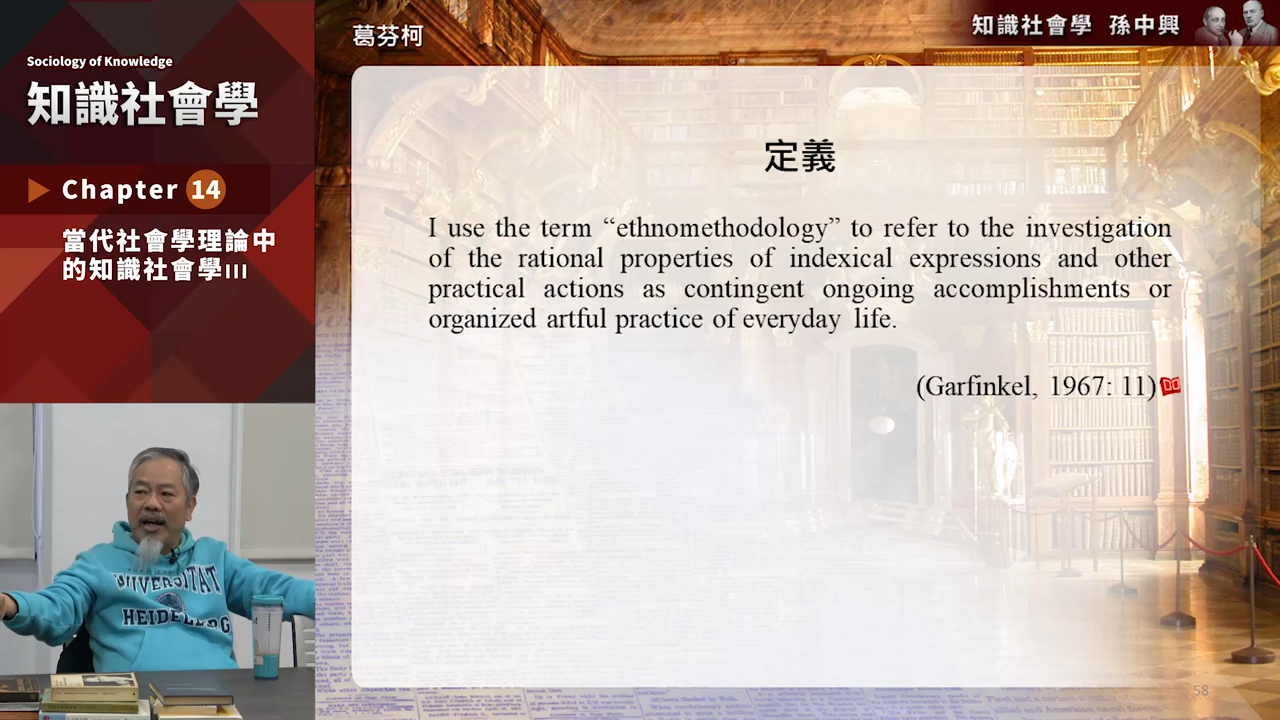 Sociology of Knowledge
知識社會學
Chapter 14
當代社會學理論中
的知識社會學III
葛芬柯
知識社會學 孫中興
定義
I use the term “ethnomethodology” to refer to the investigation
of the rational properties of indexical expressions and other
practical actions as contingent ongoing accomplishments or
organized artful practice of everyday life.
(Garfinkel, 1967: 11)
UNIVERSITAT
HEIDELBERG
58